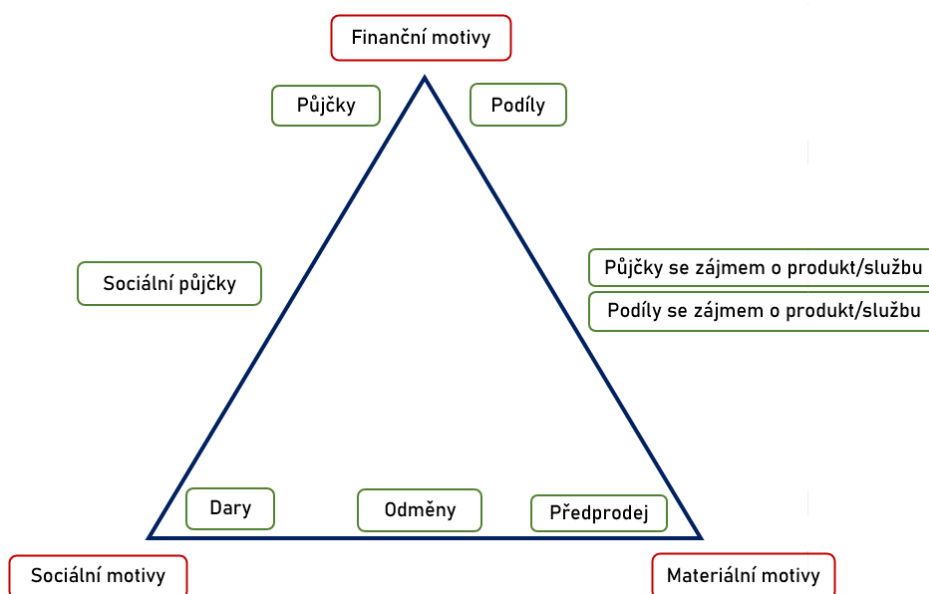 Finanční motivy
Půjčky
Podíly
Sociální půjčky
Půjčky se zájmem o produkt/službu
Podíly se zájmem o produkt/službu
Dary
Odměny
Předprodej
Sociální motivy
Materiální motivy